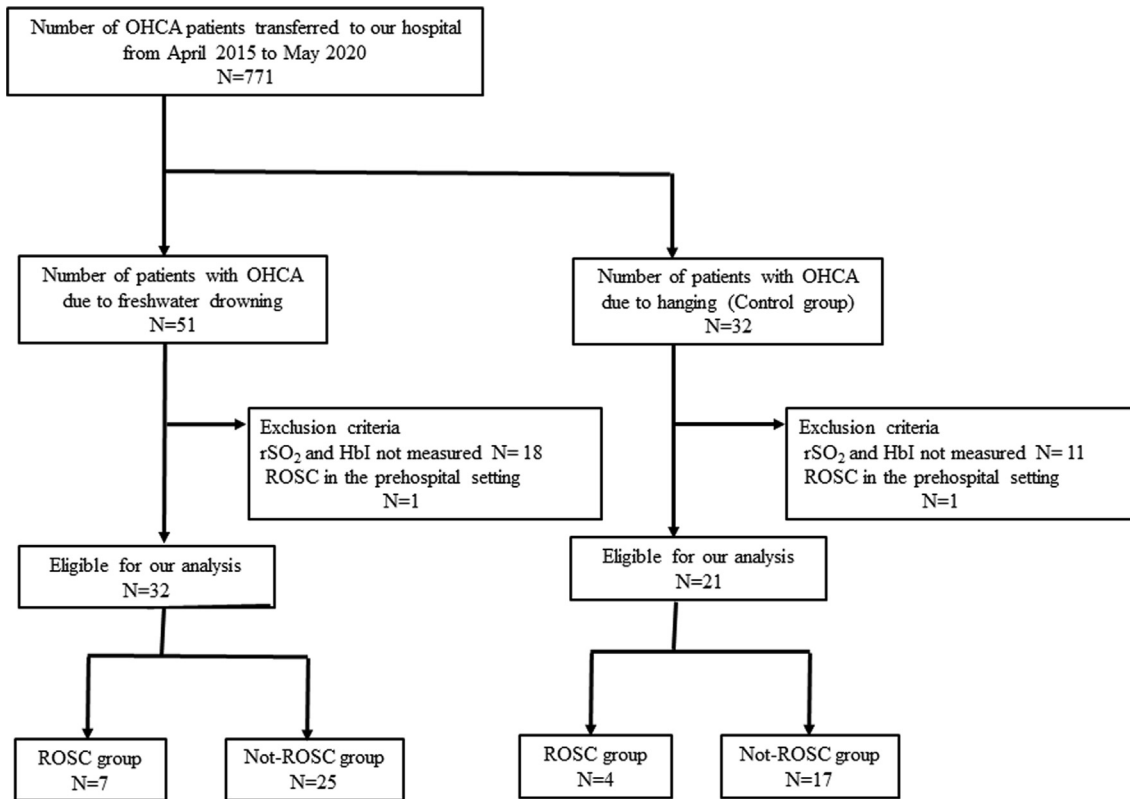 Number of OHCA patients transferred to our hospital
from April 2015 to May 2020
N=771
Number of patients with OHCA
due to freshwater drowning
N=51
Number of patients with OHCA
due to hanging (Control group)
N=32
Exclusion criteria
rSO₂ and HbI not measured N= 18
ROSC in the prehospital setting
N=1
Exclusion criteria
rSO₂ and HbI not measured N= 11
ROSC in the prehospital setting
N=1
Eligible for our analysis
N=32
Eligible for our analysis
N=21
ROSC group
N=7
Not-ROSC group
N=25
ROSC group
N=4
Not-ROSC group
N=17